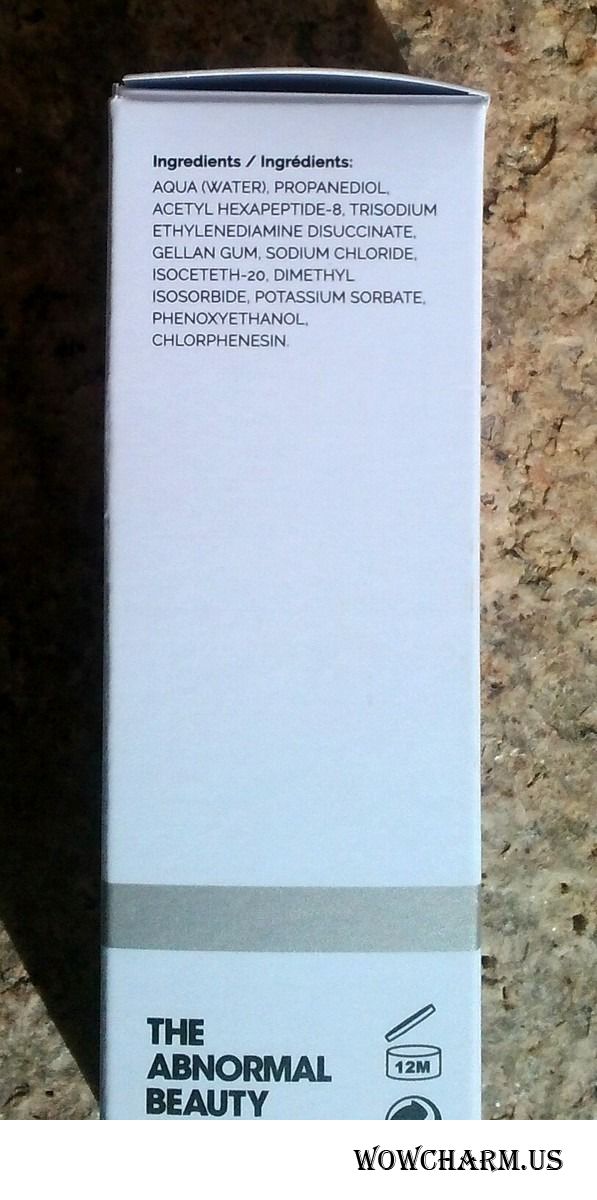 Ingredients / Ingrédients:
AQUA (WATER), PROPANEDIOL,
ACETYL HEXAPEPTIDE-8, TRISODIUM
ETHYLENEDIAMINE DISUCCINATE,
GELLAN GUM, SODIUM CHLORIDE,
ISOCETETH-20, DIMETHYL
ISOSORBIDE, POTASSIUM SORBATE,
PHENOXYETHANOL,
CHLORPHENESIN.
THE
ABNORMAL
BEAUTY
12M
WOWCHARM.US